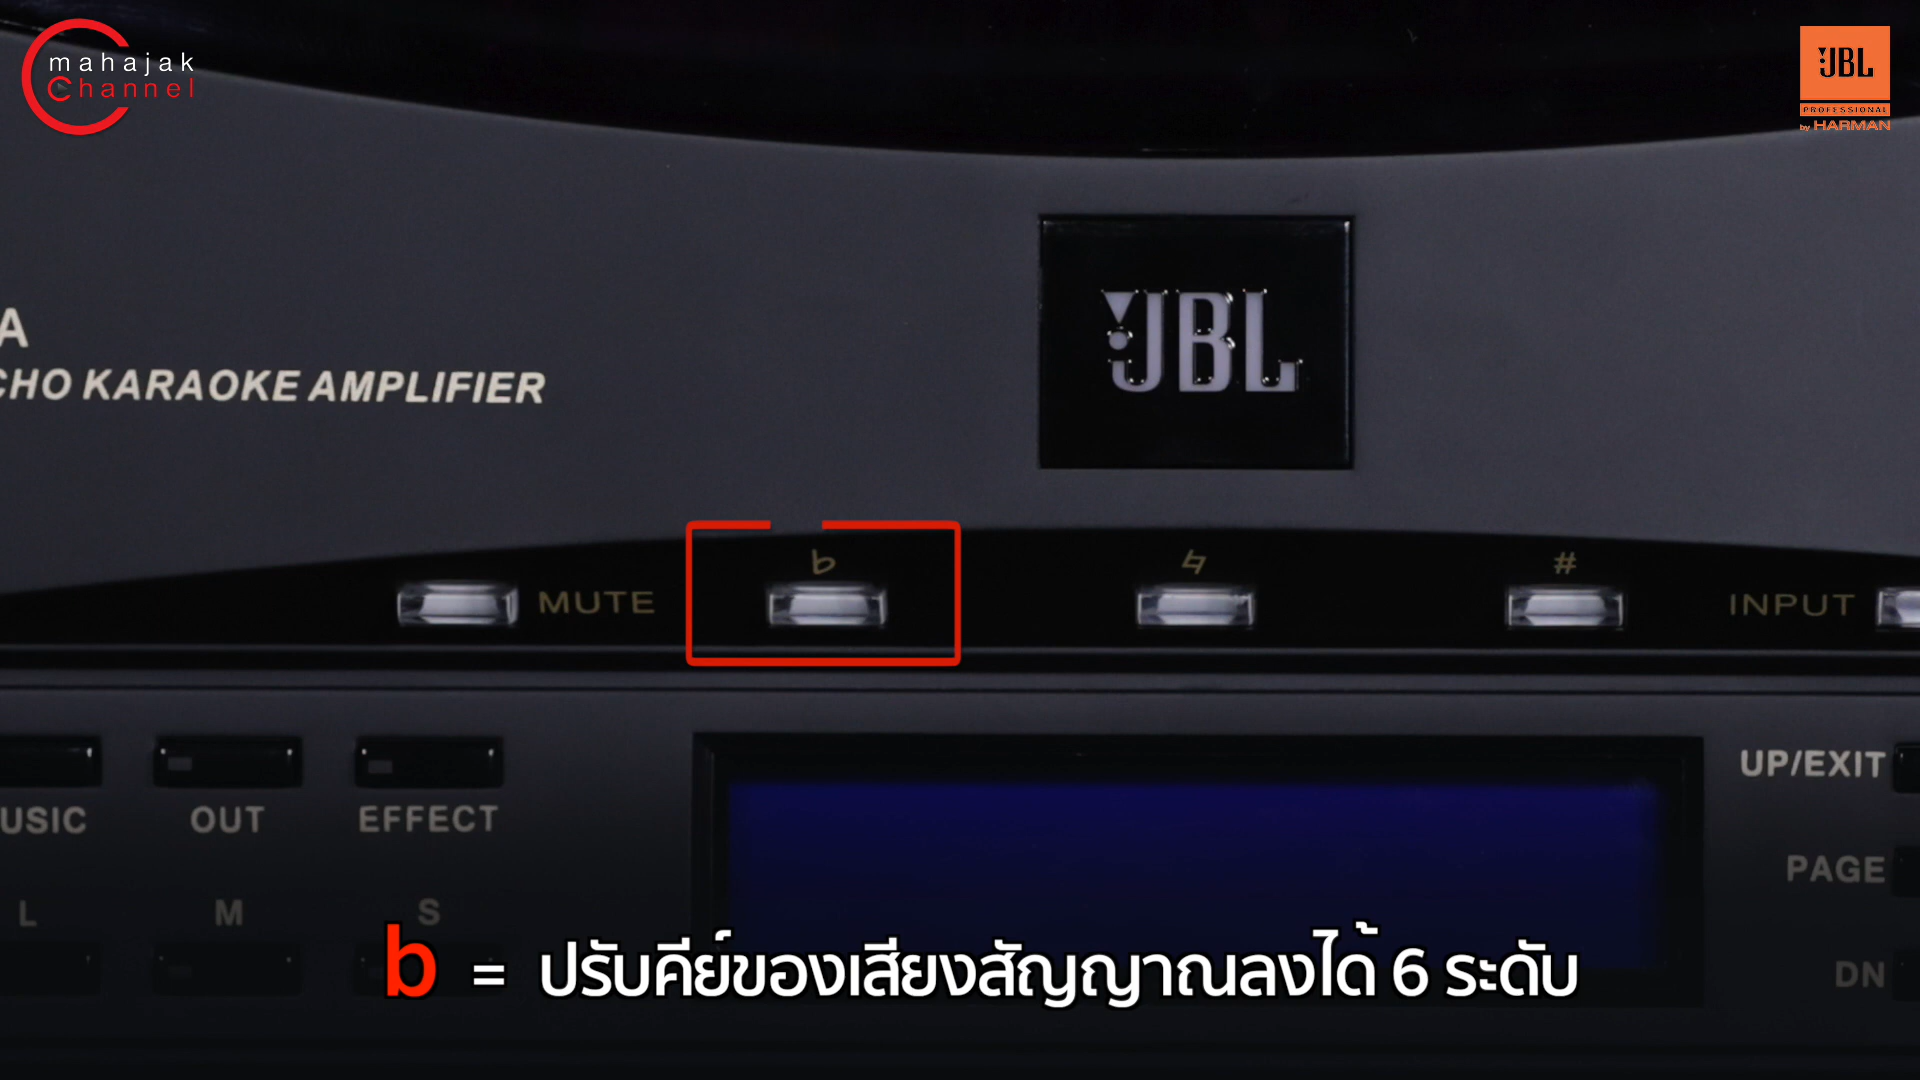 mahajak
Channel
JBL
PROFESSIONAL
by HARMAN
A
CHO KARAOKE AMPLIFIER
JBL
MUTE
♭
♮
#
INPUT
USIC
OUT
EFFECT
UP/EXIT
PAGE
L
M
S
DN
b = ปรับคีย์ของเสียงสัญญาณลงได้ 6 ระดับ